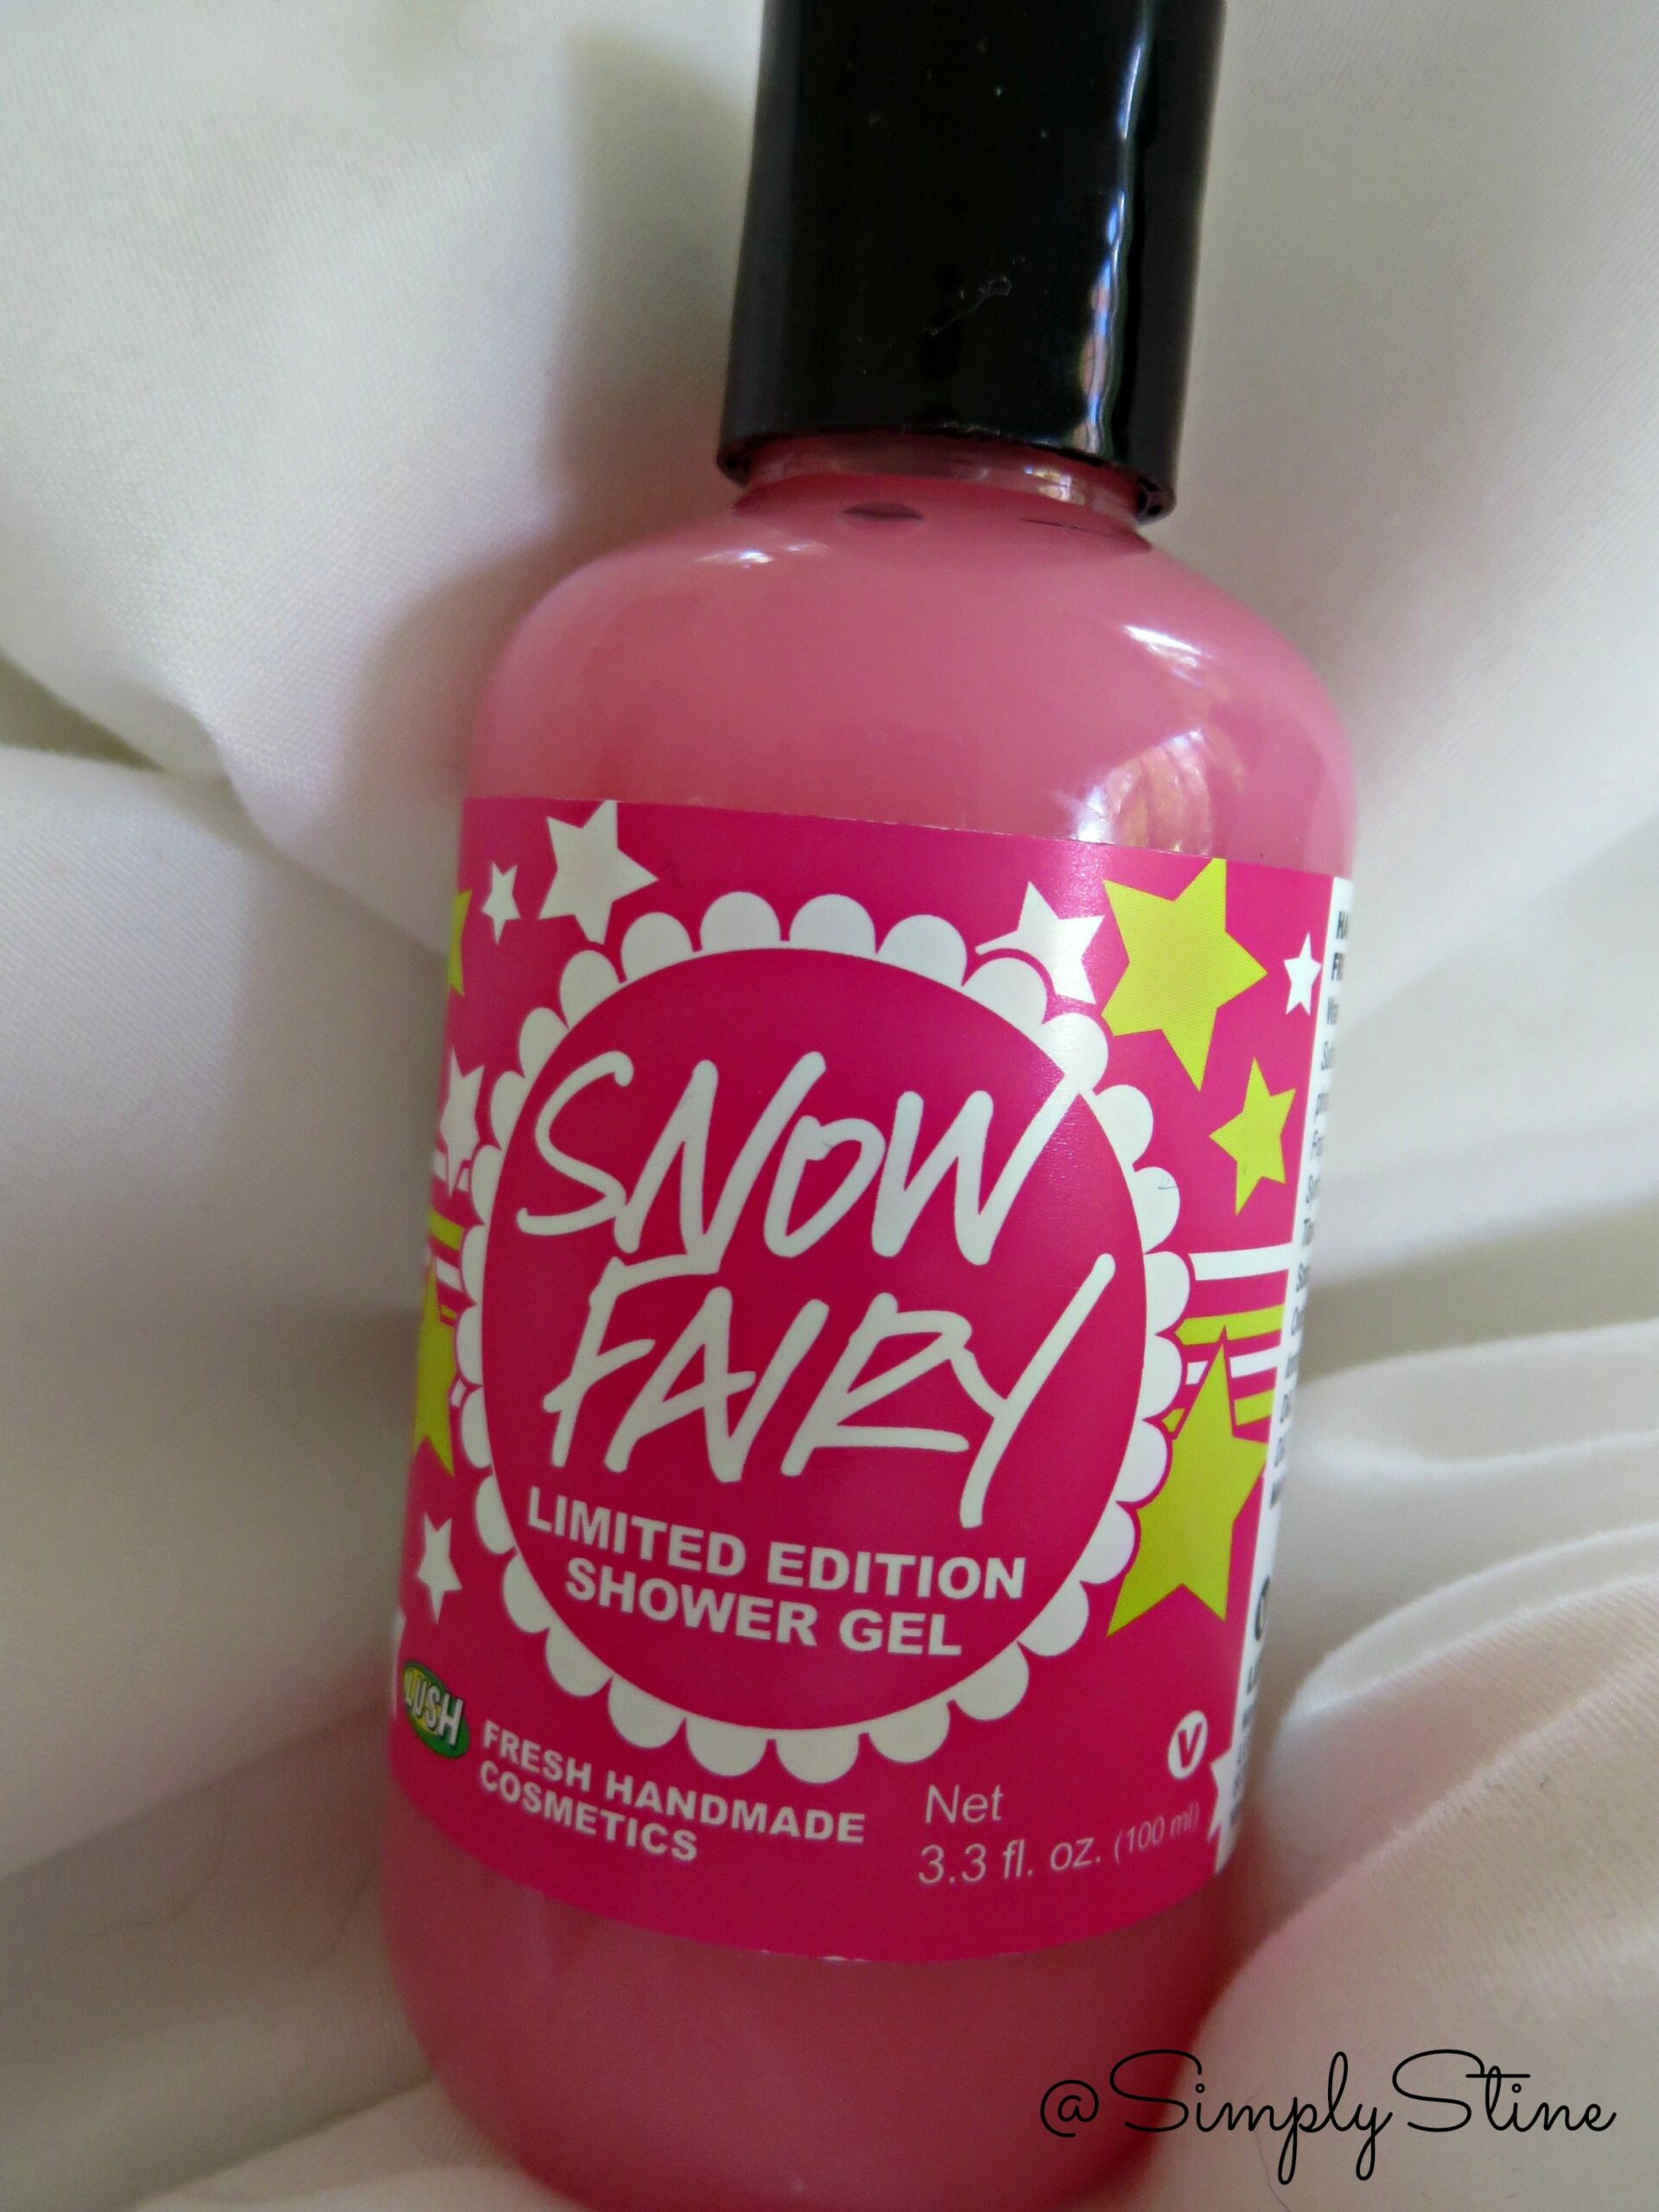 SNOW
FAIRY
LIMITED EDITION
SHOWER GEL
LUSH
FRESH HANDMADE
COSMETICS
V
Net
3.3 fl. oz. (100 ml)
@SimplyStine